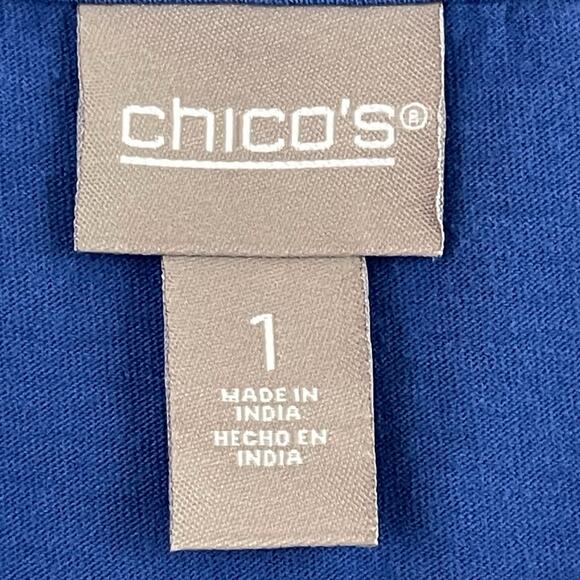 chico's®
1
MADE IN
INDIA
HECHO EN
INDIA